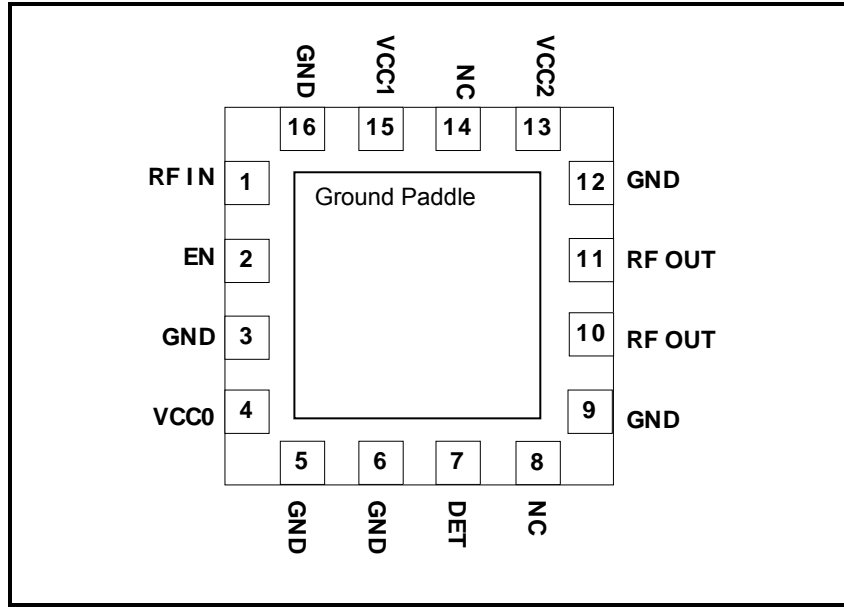 GND VCC1 NC VCC2
16 15 14 13
RF IN 1 12 GND
Ground Paddle
EN 2 11 RF OUT
GND 3 10 RF OUT
VCC0 4 9 GND
5 6 7 8
GND GND DET NC